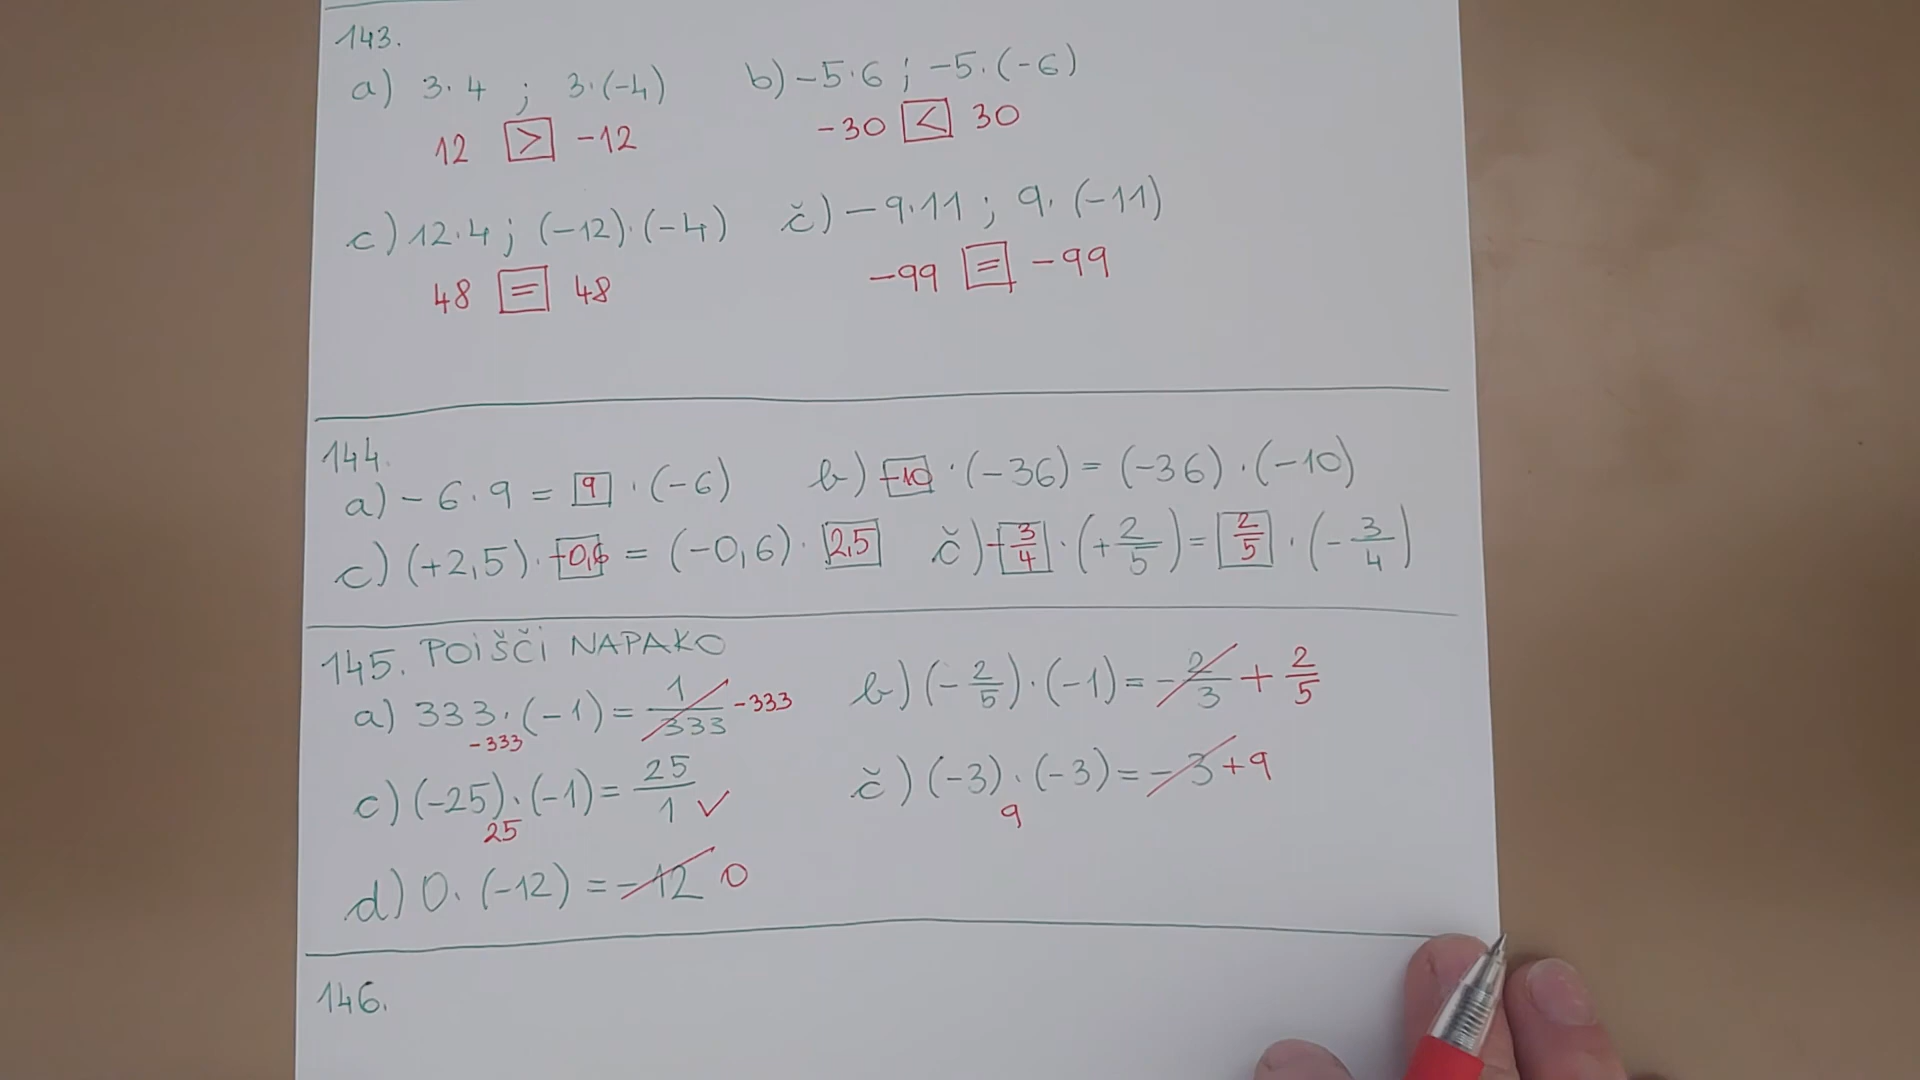 143.
a) 3·4 ; 3·(-4) b) -5·6 ; -5·(-6)
12 > -12 -30 < 30
c) 12·4 ; (-12)·(-4) č) -9·11 ; 9·(-11)
48 = 48 -99 = -99
144.
a) -6·9 = 9 ·(-6) b) -10 ·(-36) = (-36)·(-10)
c) (+2,5)· -0,6 = (-0,6)· 2,5 č) -3/4 ·(+2/5) = 2/5 ·(-3/4)
145. POIŠČI NAPAKO
a) 333·(-1) = 1/333 -333 b) (-2/5)·(-1) = -2/3 + 2/5
-333
c) (-25)·(-1) = 25/1 ✓ č) (-3)·(-3) = -3 +9
25 9
d) 0·(-12) = -12 0
146.